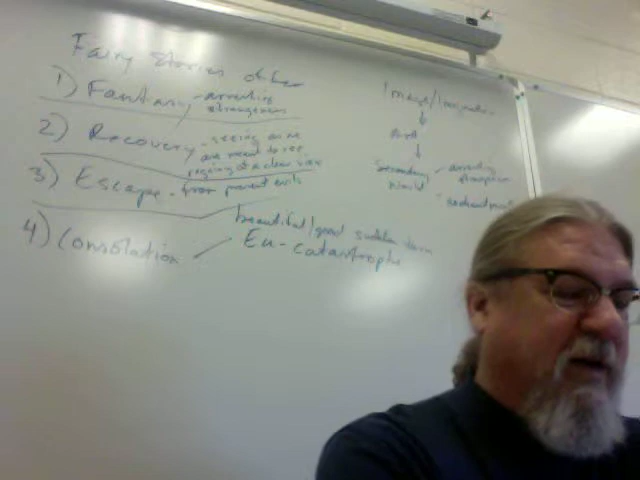 Fairy Stories offer
1) Fantasy - arresting
strangeness
2) Recovery - seeing as we
are meant to see
regaining of a clear view
3) Escape - from present evils
4) Consolation
beautiful/good sudden turn
Eu-catastrophe
Image/Imagination
↓
Art
↓
Secondary World - arresting strangeness